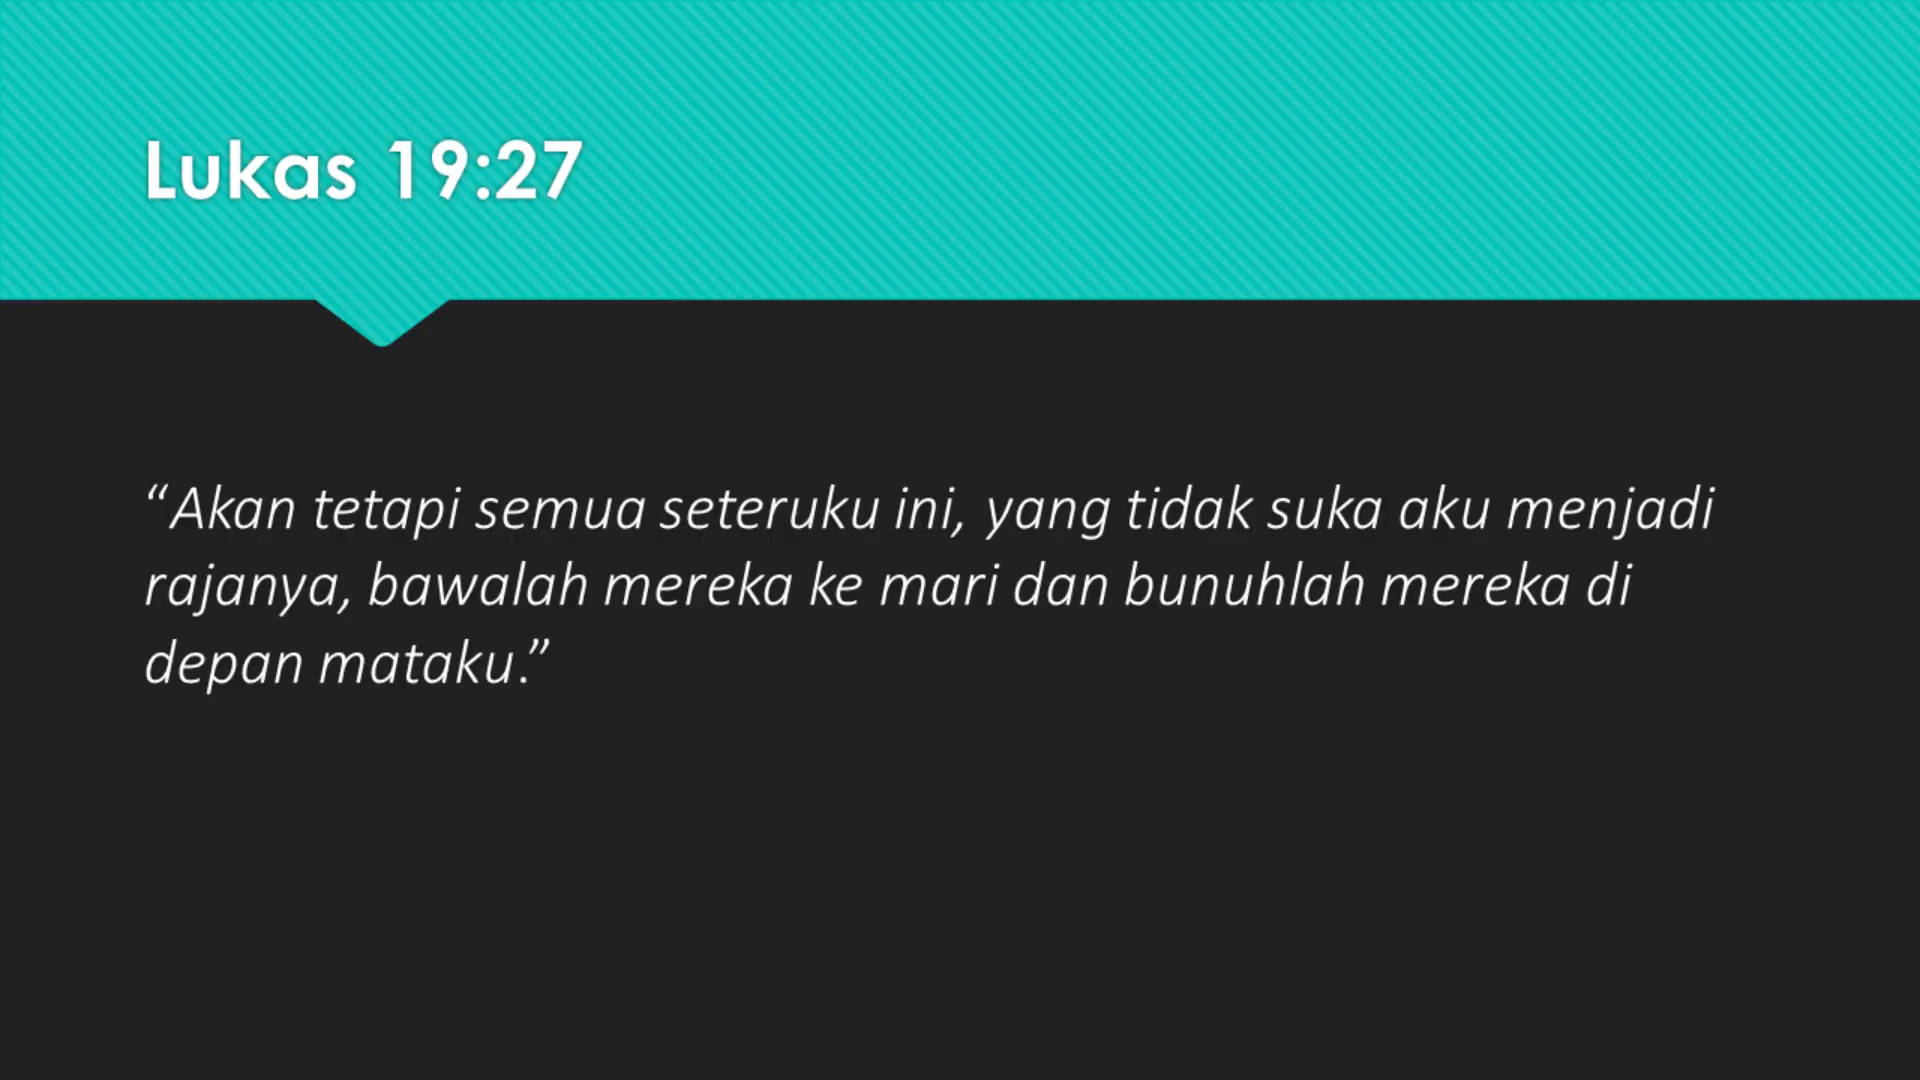 Lukas 19:27
“Akan tetapi semua seteruku ini, yang tidak suka aku menjadi
rajanya, bawalah mereka ke mari dan bunuhlah mereka di
depan mataku.”